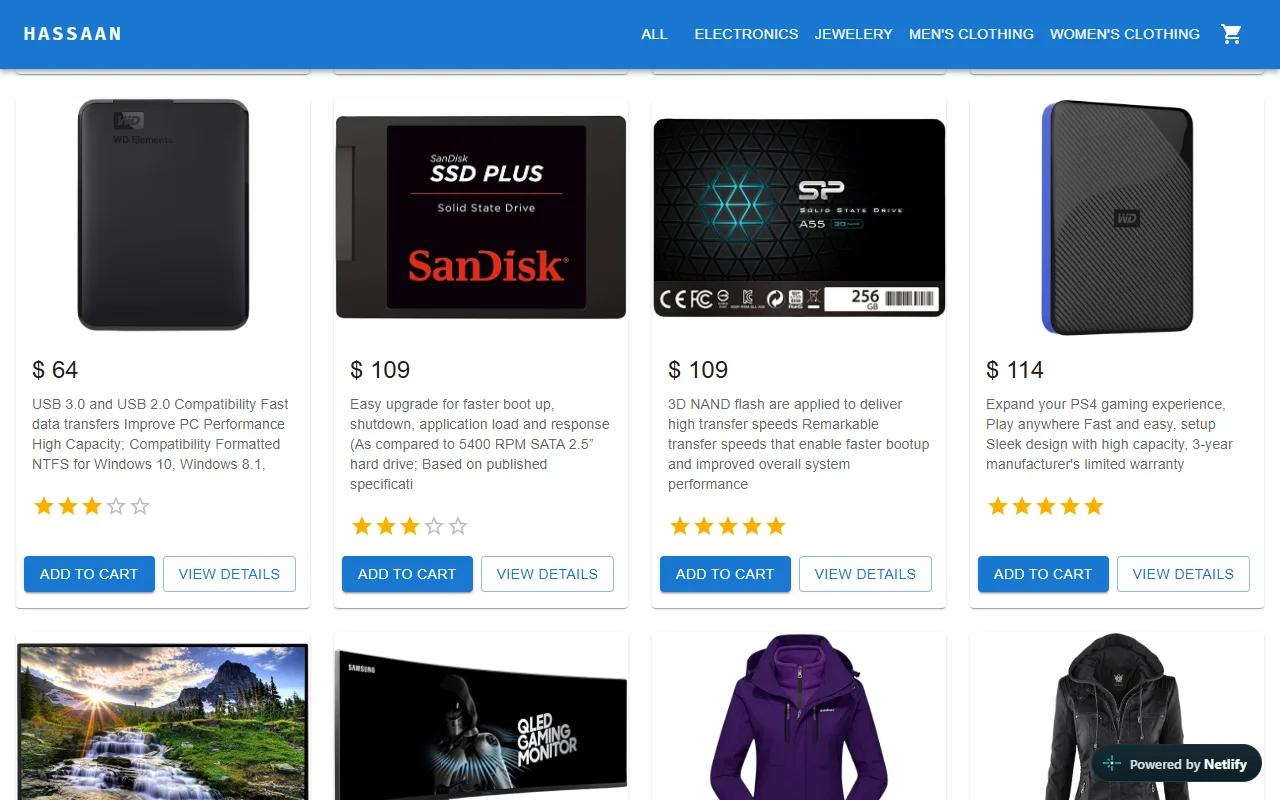 HASSAAN
ALL ELECTRONICS JEWELERY MEN'S CLOTHING WOMEN'S CLOTHING
WD
WD Elements
SanDisk
SSD PLUS
Solid State Drive
SanDisk®
SP
SOLID STATE DRIVE
A55
256
GB
WD
$ 64
USB 3.0 and USB 2.0 Compatibility Fast
data transfers Improve PC Performance
High Capacity; Compatibility Formatted
NTFS for Windows 10, Windows 8.1,
ADD TO CART VIEW DETAILS
$ 109
Easy upgrade for faster boot up,
shutdown, application load and response
(As compared to 5400 RPM SATA 2.5”
hard drive; Based on published
specificati
ADD TO CART VIEW DETAILS
$ 109
3D NAND flash are applied to deliver
high transfer speeds Remarkable
transfer speeds that enable faster bootup
and improved overall system
performance
ADD TO CART VIEW DETAILS
$ 114
Expand your PS4 gaming experience,
Play anywhere Fast and easy, setup
Sleek design with high capacity, 3-year
manufacturer's limited warranty
ADD TO CART VIEW DETAILS
SAMSUNG
QLED
GAMING
MONITOR
Powered by Netlify